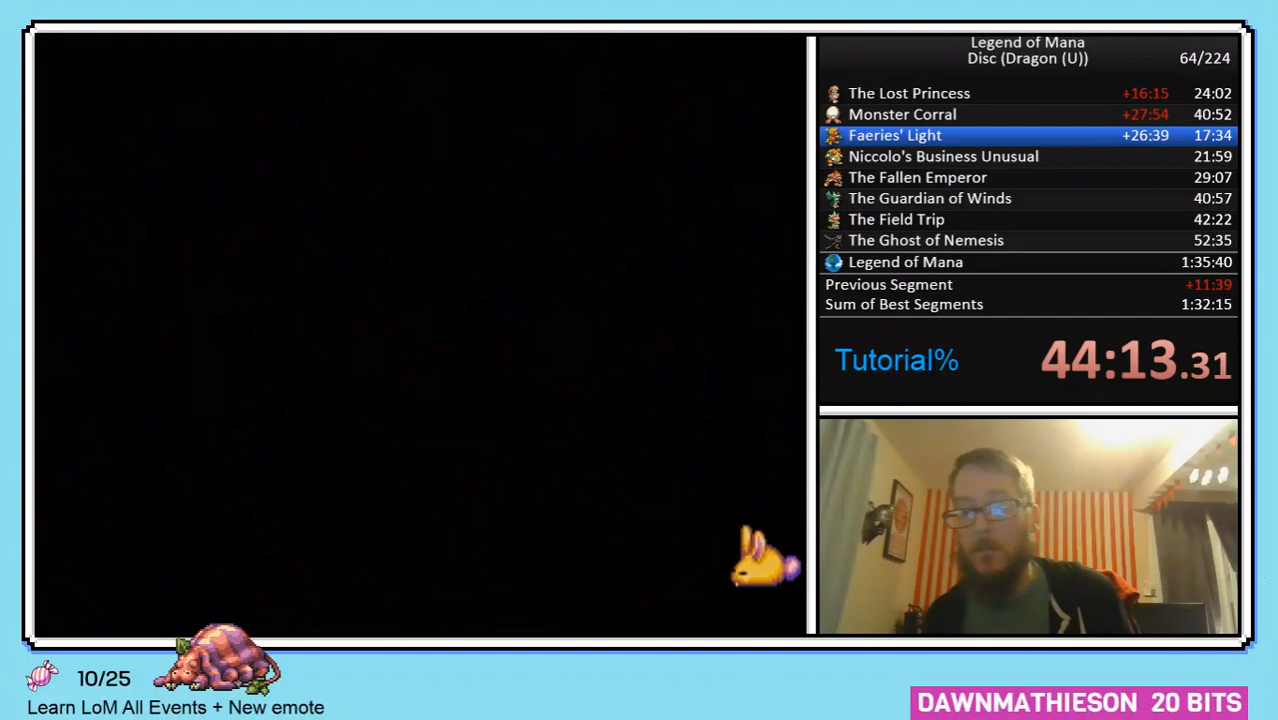 Legend of Mana
Disc (Dragon (U)) 64/224
The Lost Princess +16:15 24:02
Monster Corral +27:54 40:52
Faeries' Light +26:39 17:34
Niccolo's Business Unusual 21:59
The Fallen Emperor 29:07
The Guardian of Winds 40:57
The Field Trip 42:22
The Ghost of Nemesis 52:35
Legend of Mana 1:35:40
Previous Segment +11:39
Sum of Best Segments 1:32:15
Tutorial% 44:13.31
10/25
Learn LoM All Events + New emote
DAWNMATHIESON 20 BITS